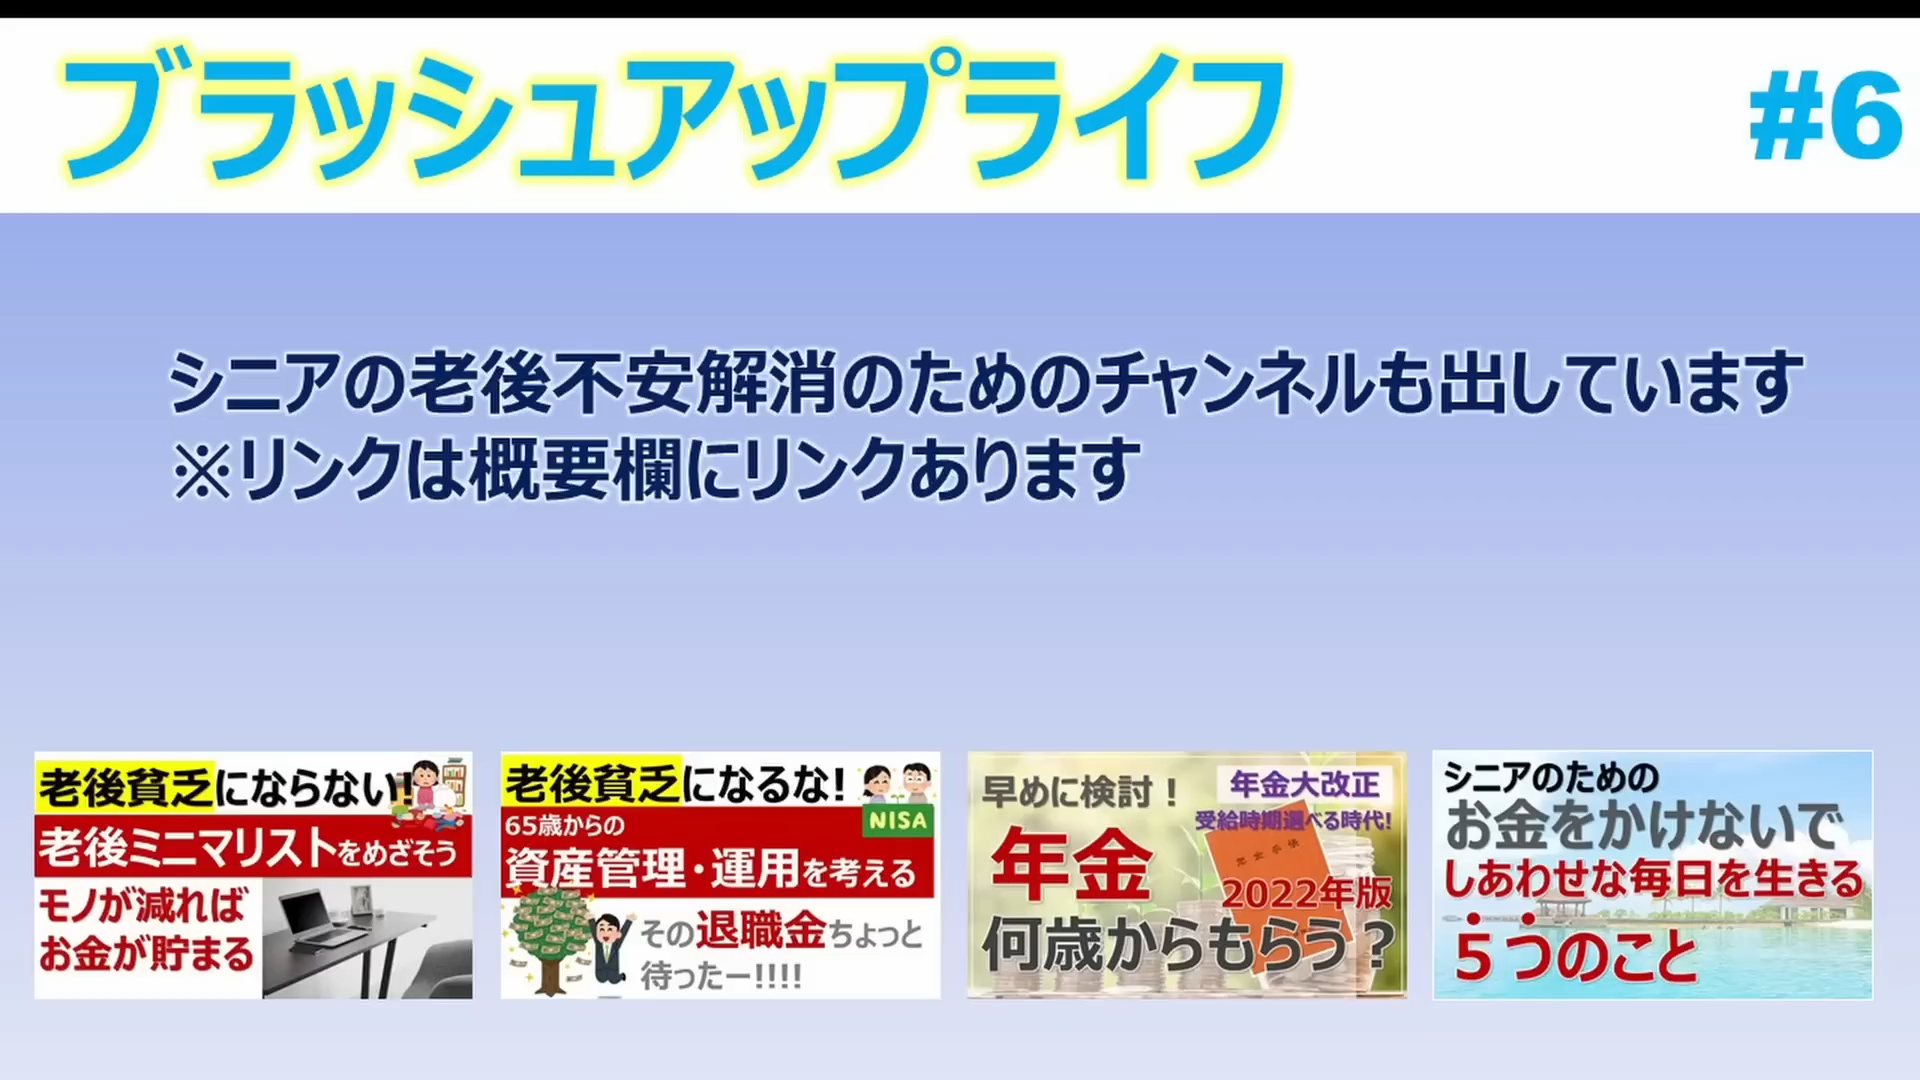 ブラッシュアップライフ
#6
シニアの老後不安解消のためのチャンネルも出しています
※リンクは概要欄にリンクあります
老後貧乏にならない!
老後ミニマリストをめざそう
モノが減れば
お金が貯まる
老後貧乏になるな!
NISA
65歳からの
資産管理・運用を考える
その退職金ちょっと
待ったー!!!!
早めに検討！
年金大改正
受給時期選べる時代!
年金手帳
年金
2022年版
何歳からもらう？
シニアのための
お金をかけないで
しあわせな毎日を生きる
５つのこと